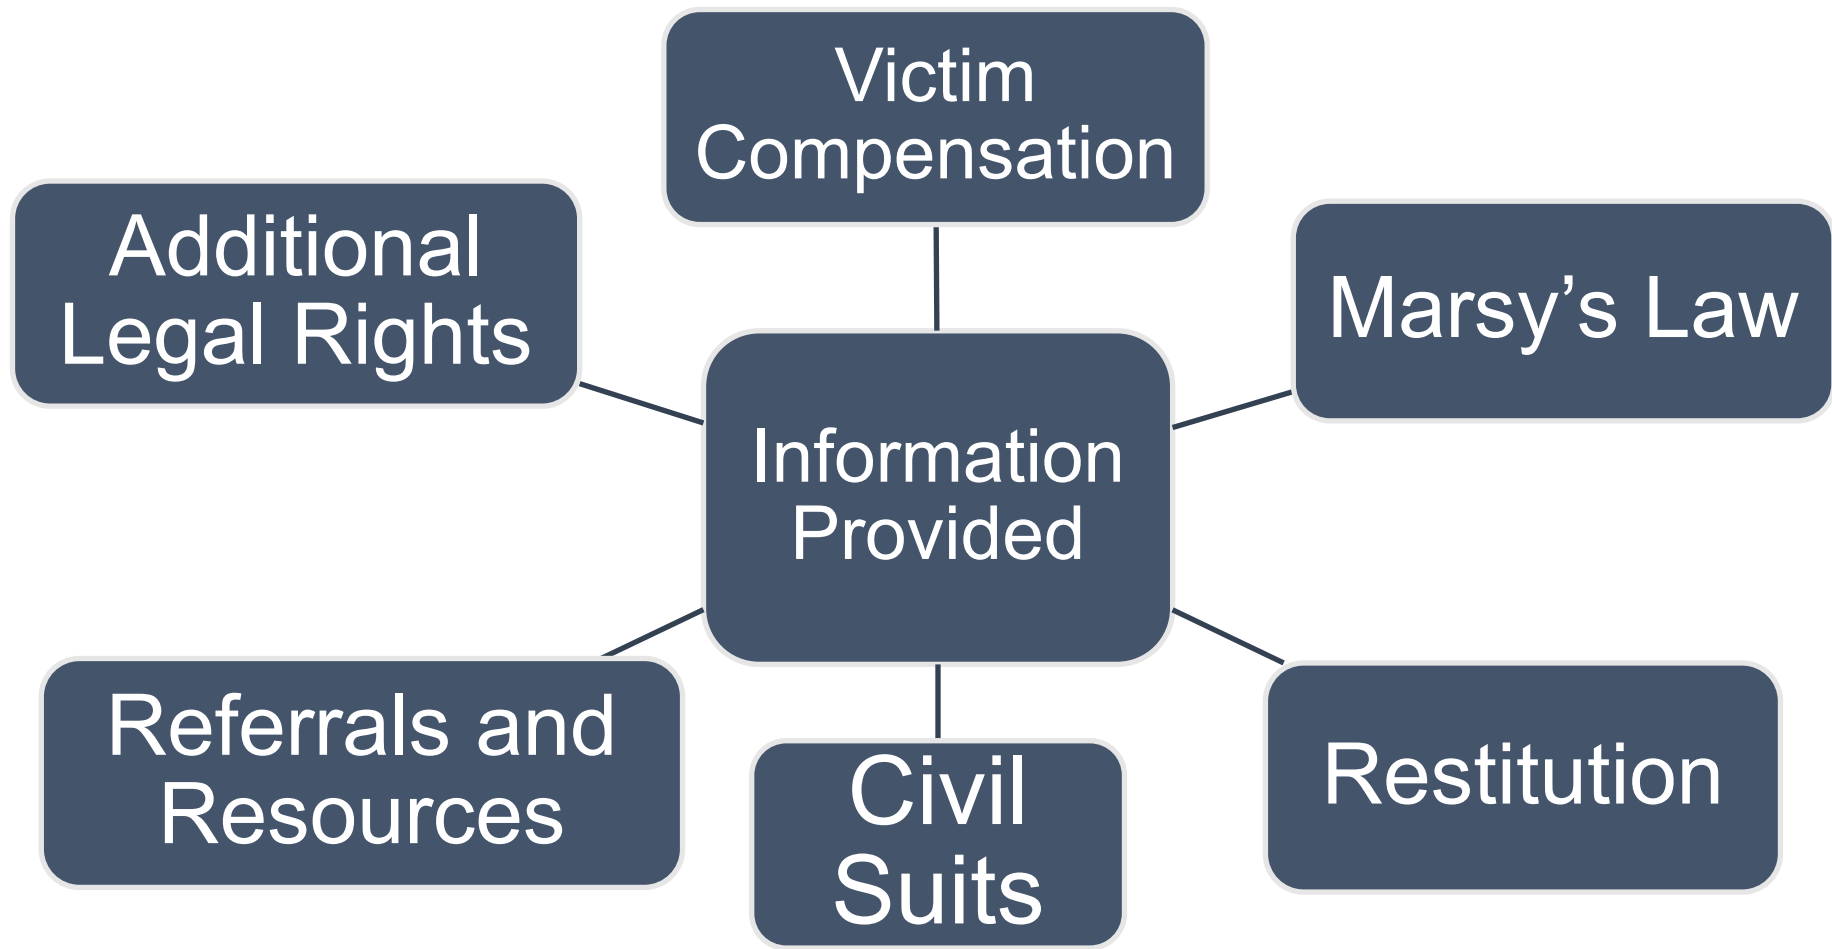 Victim
Compensation
Additional
Legal Rights
Marsy’s Law
Information
Provided
Referrals and
Resources
Civil
Suits
Restitution